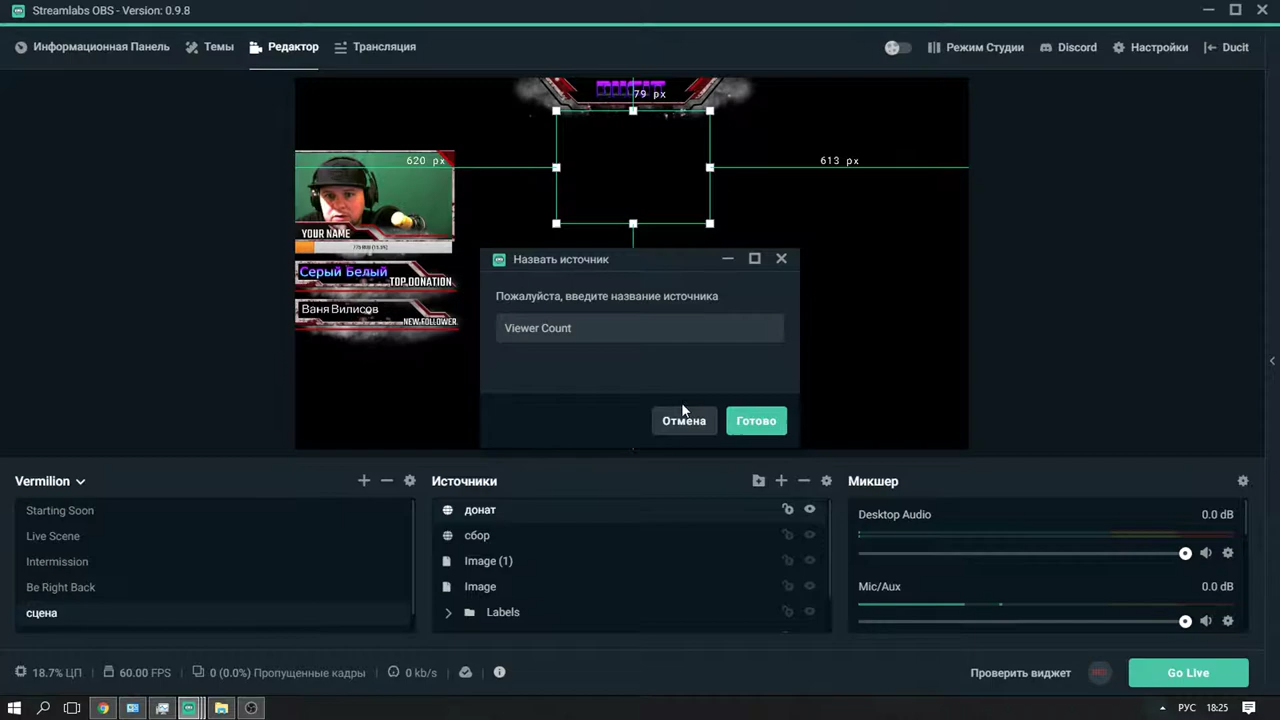 Streamlabs OBS - Version: 0.9.8
Информационная Панель
Темы
Редактор
Трансляция
Режим Студии
Discord
Настройки
Ducit
79 px
620 px
613 px
YOUR NAME
Серый Белый
TOP DONATION
Ваня Вилисов
NEW FOLLOWER
Назвать источник
Пожалуйста, введите название источника
Viewer Count
Отмена
Готово
Vermilion
Источники
Микшер
Starting Soon
Live Scene
Intermission
Be Right Back
сцена
донат
сбор
Image (1)
Image
Labels
Desktop Audio
0.0 dB
Mic/Aux
0.0 dB
18.7% ЦП
60.00 FPS
0 (0.0%) Пропущенные кадры
0 kb/s
Проверить виджет
REC
Go Live
РУС
18:25